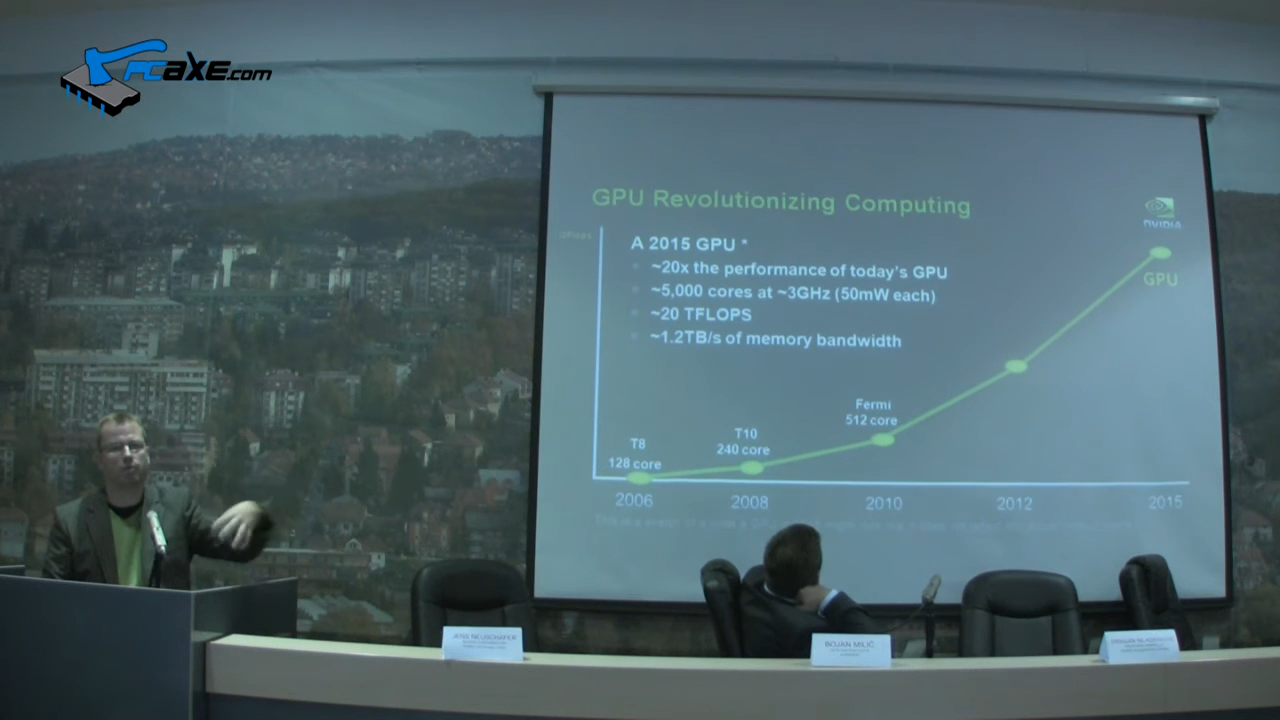 PCAXE.com
GPU Revolutionizing Computing
NVIDIA
A 2015 GPU *
~20x the performance of today's GPU
~5,000 cores at ~3GHz (50mW each)
~20 TFLOPS
~1.2TB/s of memory bandwidth
GPU
Fermi
512 core
T10
240 core
T8
128 core
2006 2008 2010 2012 2015
BOJAN MILIĆ